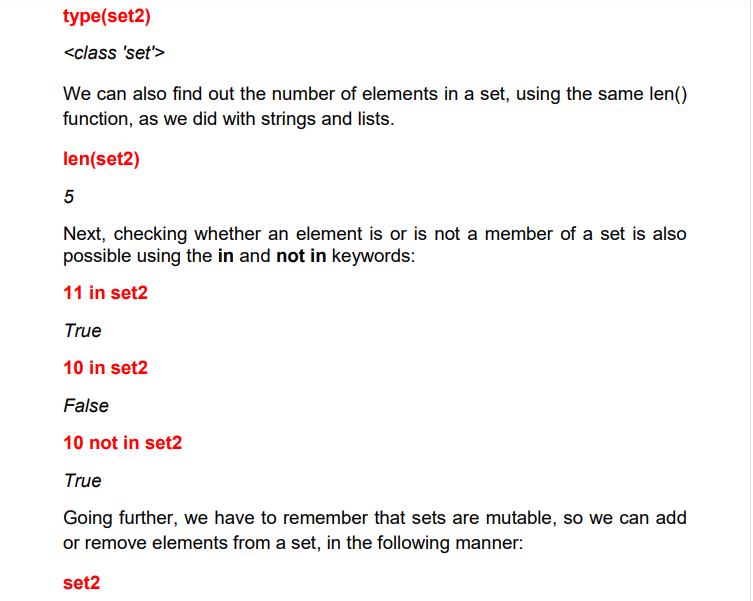 type(set2)
<class 'set'>
We can also find out the number of elements in a set, using the same len()
function, as we did with strings and lists.
len(set2)
5
Next, checking whether an element is or is not a member of a set is also
possible using the in and not in keywords:
11 in set2
True
10 in set2
False
10 not in set2
True
Going further, we have to remember that sets are mutable, so we can add
or remove elements from a set, in the following manner:
set2